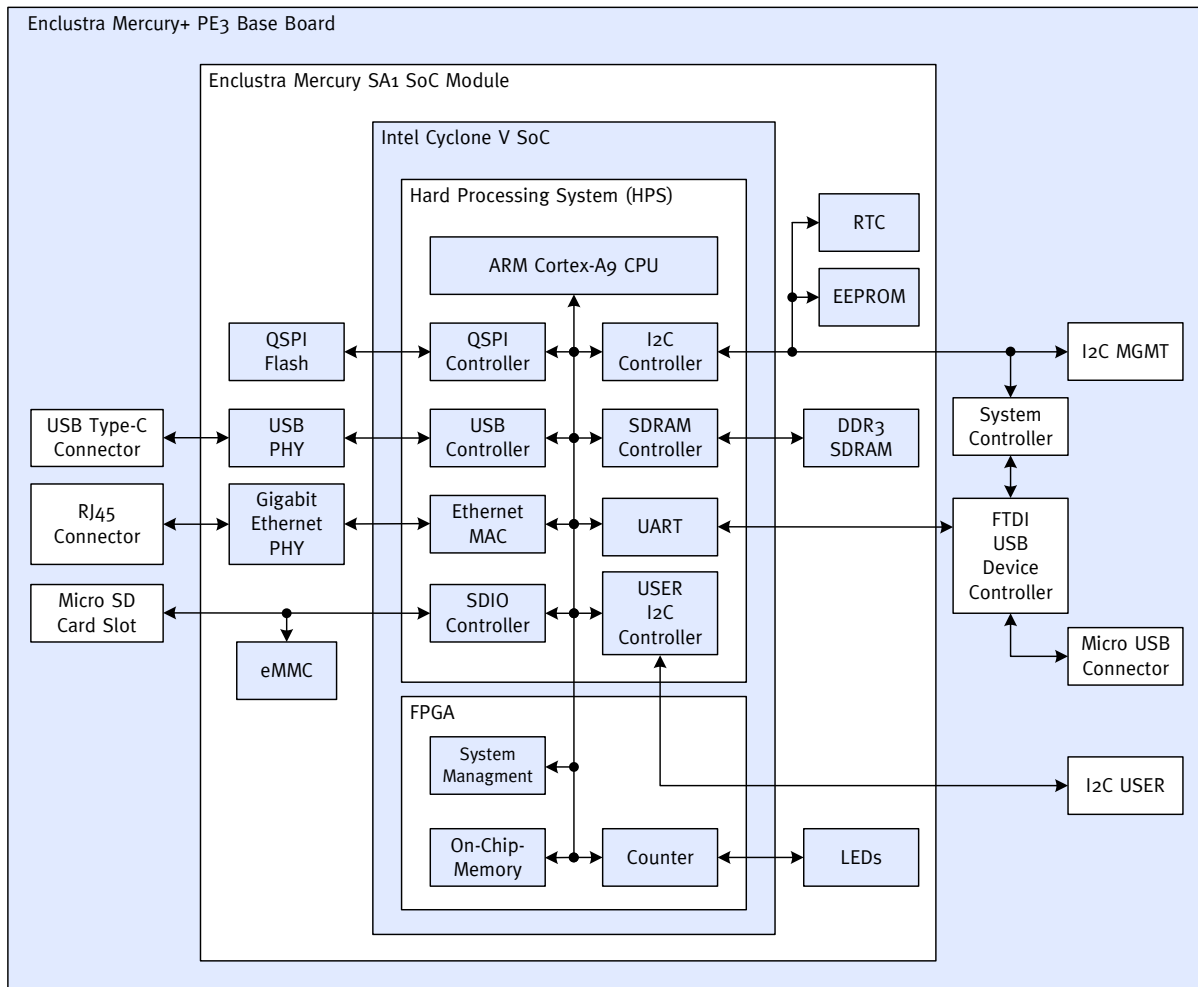 Enclustra Mercury+ PE3 Base Board
Enclustra Mercury SA1 SoC Module
Intel Cyclone V SoC
Hard Processing System (HPS)
ARM Cortex-A9 CPU
RTC
EEPROM
QSPI
Flash
QSPI
Controller
I2C
Controller
I2C MGMT
USB Type-C
Connector
USB
PHY
USB
Controller
SDRAM
Controller
DDR3
SDRAM
System
Controller
RJ45
Connector
Gigabit
Ethernet
PHY
Ethernet
MAC
UART
FTDI
USB
Device
Controller
Micro SD
Card Slot
eMMC
SDIO
Controller
USER
I2C
Controller
Micro USB
Connector
FPGA
System
Managment
I2C USER
On-Chip-
Memory
Counter
LEDs